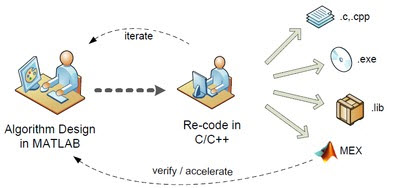 iterate
.c,.cpp
.exe
.lib
MEX
Algorithm Design
in MATLAB
Re-code in
C/C++
verify / accelerate